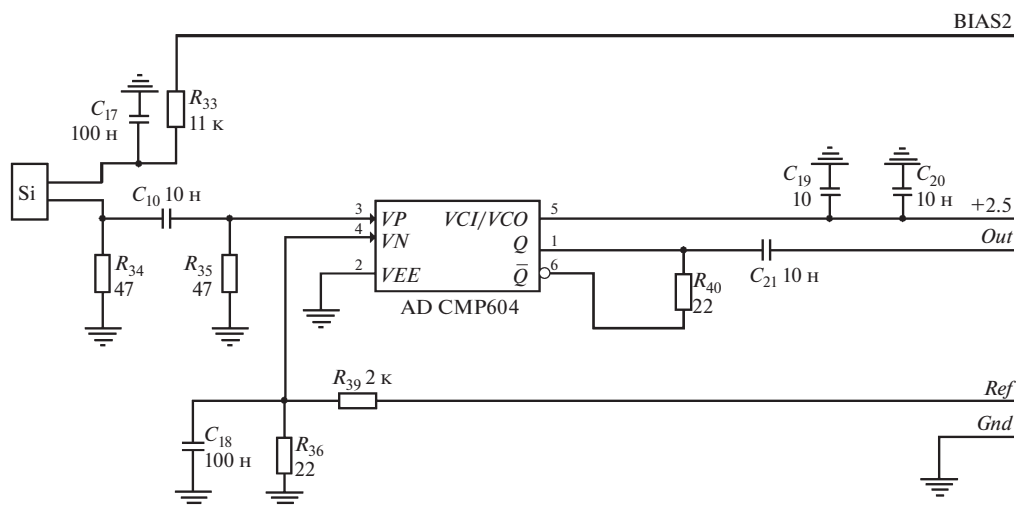 BIAS2
C17
100 н
R33
11 к
Si
C10 10 н
R34
47
R35
47
3
4
2
VP
VN
VEE
VCI/VCO
Q
Q̅
5
1
6
AD CMP604
C19
10
C20
10 н
+2.5
Out
C21 10 н
R40
22
R39 2 к
Ref
Gnd
C18
100 н
R36
22